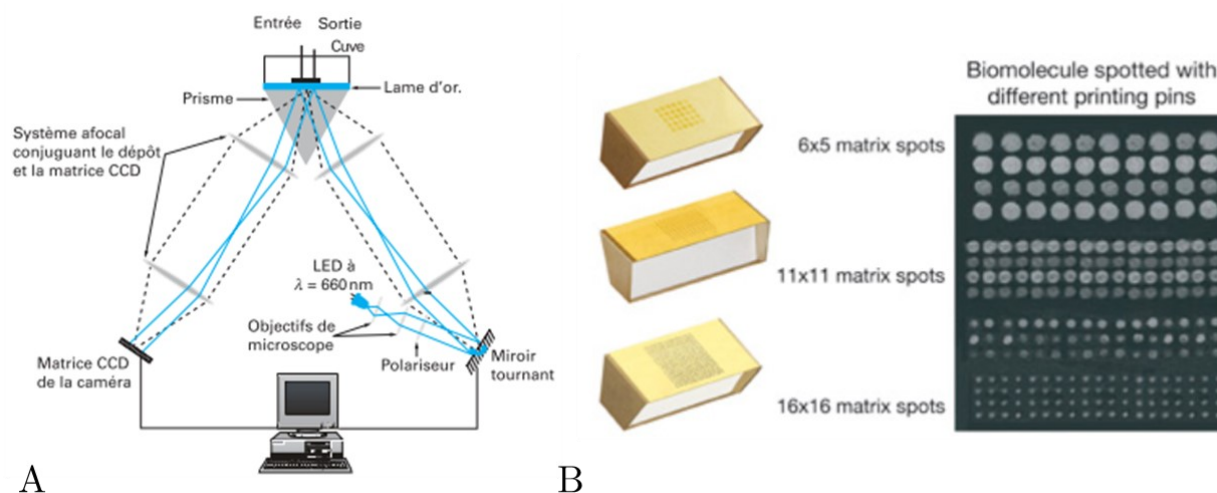 Entrée Sortie
Cuve
Lame d'or.
Prisme
Système afocal
conjuguant le dépôt
et la matrice CCD
LED à
λ = 660 nm
Objectifs de
microscope
Polariseur
Miroir
tournant
Matrice CCD
de la caméra
A
Biomolecule spotted with
different printing pins
6x5 matrix spots
11x11 matrix spots
16x16 matrix spots
B